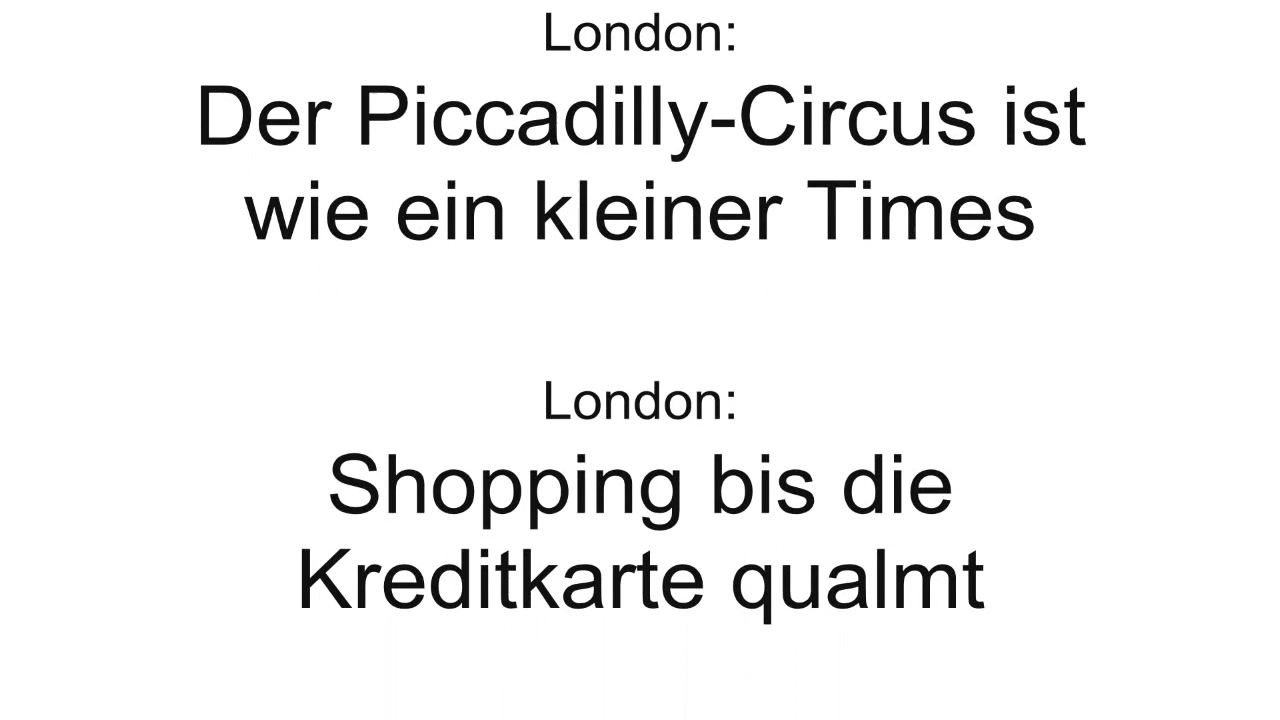 London:
Der Piccadilly-Circus ist
wie ein kleiner Times
London:
Shopping bis die
Kreditkarte qualmt